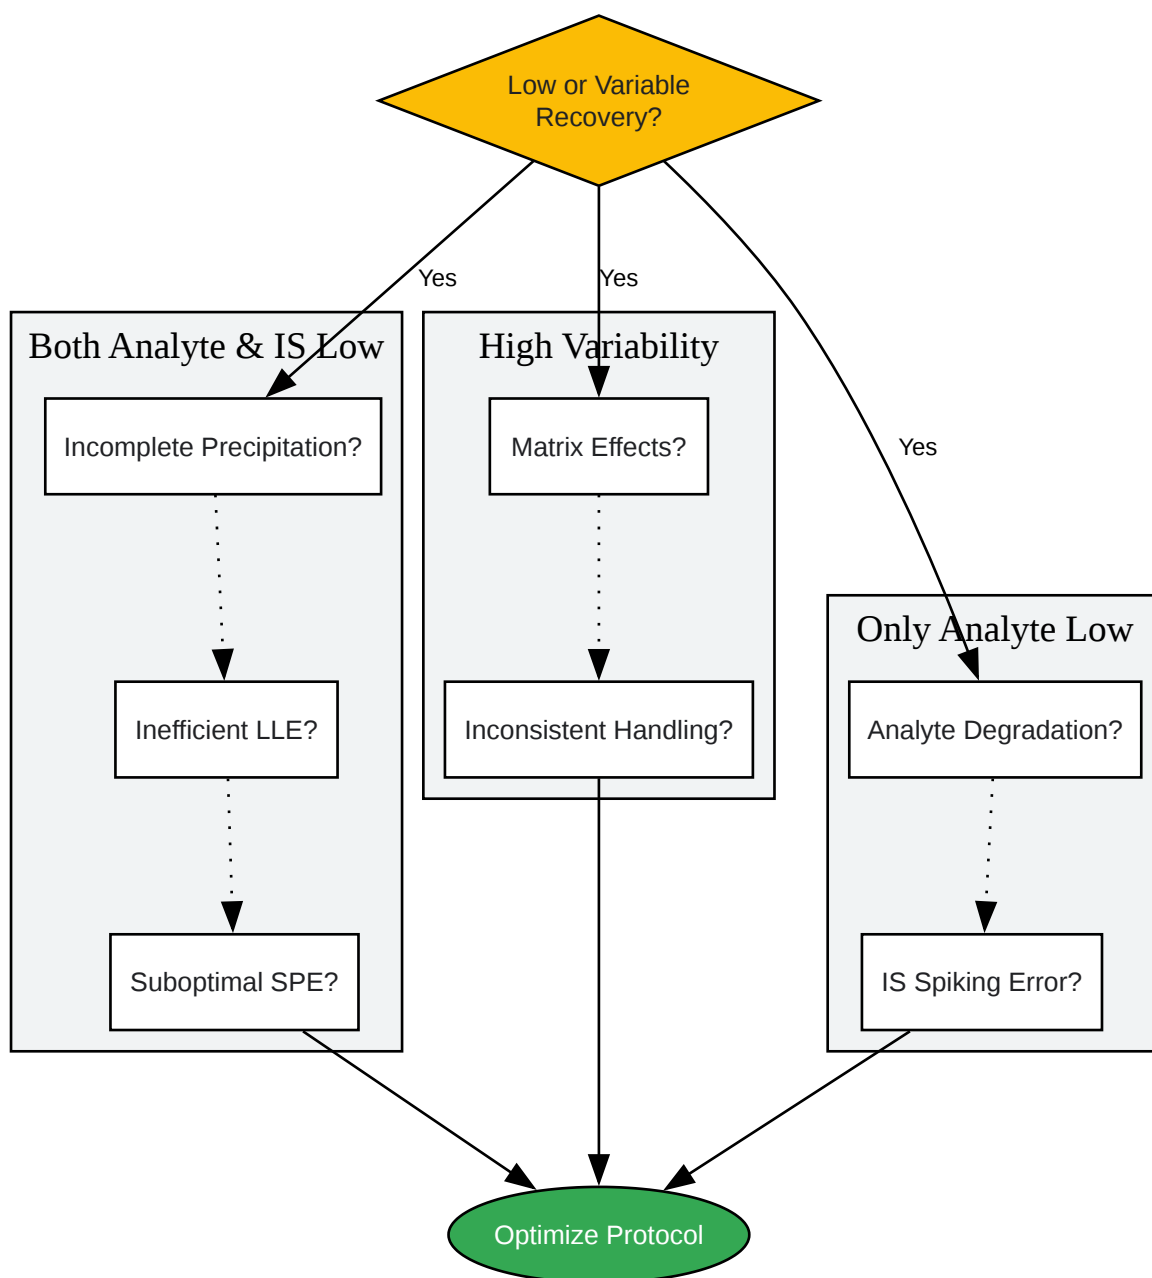 Low or Variable
Recovery?
Yes
Yes
Both Analyte & IS Low
High Variability
Incomplete Precipitation?
Matrix Effects?
Yes
Only Analyte Low
Inefficient LLE?
Inconsistent Handling?
Analyte Degradation?
Suboptimal SPE?
IS Spiking Error?
Optimize Protocol